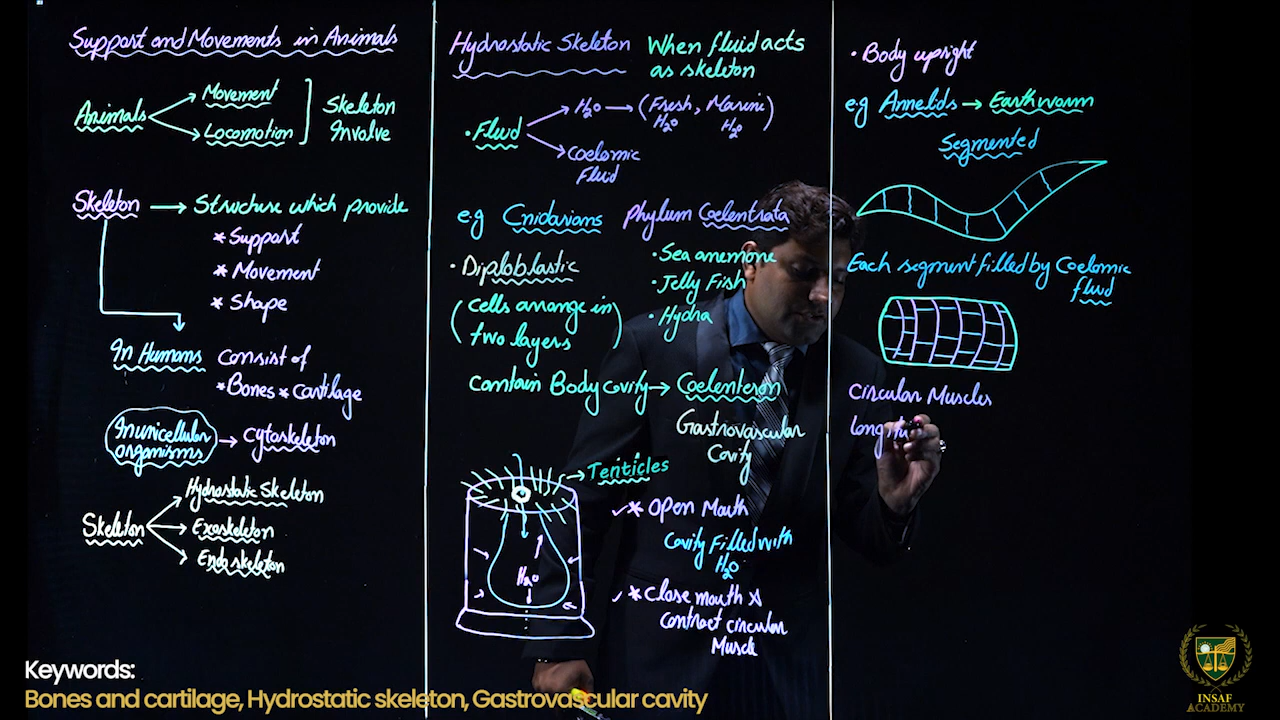 Support and Movements in Animals
Animals
Movement
Locomotion
Skeleton
Involve
Skeleton → Structure which provide
* Support
* Movement
* Shape
In Humans consist of
* Bones * cartilage
In unicellular
organisms → Cytoskeleton
Skeleton
Hydrostatic Skeleton
Exoskeleton
Endoskeleton
Hydrostatic Skeleton When fluid acts
as skeleton
• Fluid
H₂O → (Fresh, Marine)
H₂O H₂O
Coelomic
Fluid
e.g Cnidarians Phylum Coelentrata
• Diploblastic
(cells arrange in
two layers)
• Sea anemone
• Jelly Fish
• Hydra
contain Body cavity → Coelenteron
Gastrovascular
Cavity
→ Tenticles
H₂O
✓ * Open Mouth
Cavity Filled with
H₂O
✓ * Close mouth &
contract circular
Muscle
• Body upright
e.g Annelids → Earthworm
Segmented
Each segment filled by Coelomic
fluid
Circular Muscles
longitu
Keywords:
Bones and cartilage, Hydrostatic skeleton, Gastrovascular cavity
INSAF
ACADEMY